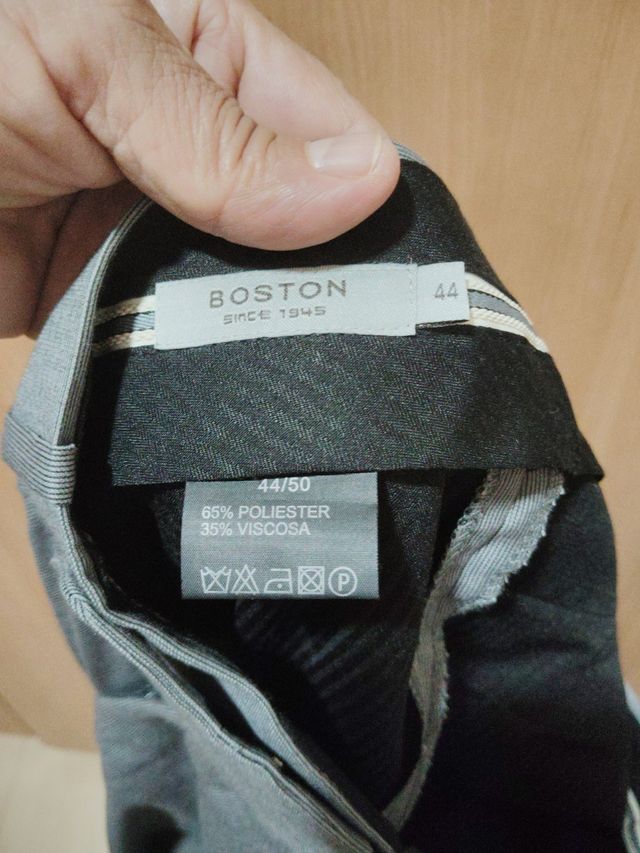 BOSTON
SINCE 1945
44
44/50
65% POLIESTER
35% VISCOSA
P